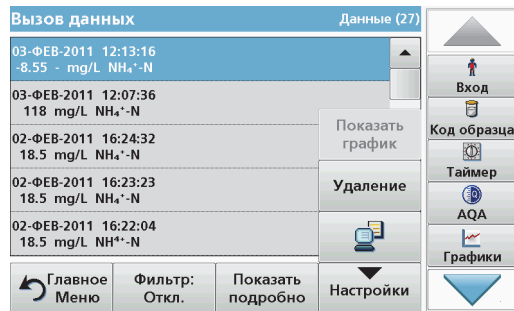 Вызов данных
Данные (27)
03-ФЕВ-2011 12:13:16
-8.55 - mg/L NH₄⁺-N
03-ФЕВ-2011 12:07:36
118 mg/L NH₄⁺-N
02-ФЕВ-2011 16:24:32
18.5 mg/L NH₄⁺-N
02-ФЕВ-2011 16:23:23
18.5 mg/L NH₄⁺-N
02-ФЕВ-2011 16:22:04
18.5 mg/L NH⁴⁺-N
Показать
график
Удаление
Главное
Меню
Фильтр:
Откл.
Показать
подробно
Настройки
Вход
Код образца
Таймер
AQA
Графики